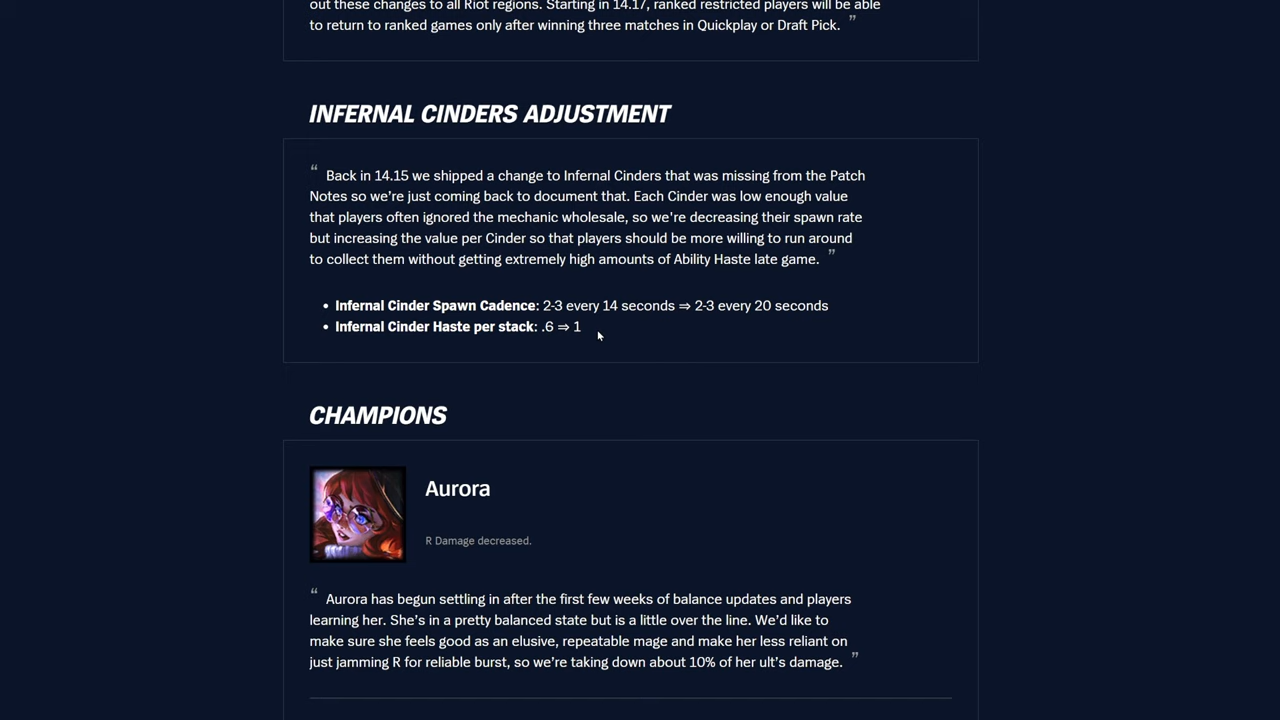 out these changes to all Riot regions. Starting in 14.17, ranked restricted players will be able
to return to ranked games only after winning three matches in Quickplay or Draft Pick. ”
INFERNAL CINDERS ADJUSTMENT
“ Back in 14.15 we shipped a change to Infernal Cinders that was missing from the Patch
Notes so we’re just coming back to document that. Each Cinder was low enough value
that players often ignored the mechanic wholesale, so we're decreasing their spawn rate
but increasing the value per Cinder so that players should be more willing to run around
to collect them without getting extremely high amounts of Ability Haste late game. ”
• Infernal Cinder Spawn Cadence: 2-3 every 14 seconds ⇒ 2-3 every 20 seconds
• Infernal Cinder Haste per stack: .6 ⇒ 1
CHAMPIONS
Aurora
R Damage decreased.
“ Aurora has begun settling in after the first few weeks of balance updates and players
learning her. She’s in a pretty balanced state but is a little over the line. We’d like to
make sure she feels good as an elusive, repeatable mage and make her less reliant on
just jamming R for reliable burst, so we’re taking down about 10% of her ult’s damage. ”